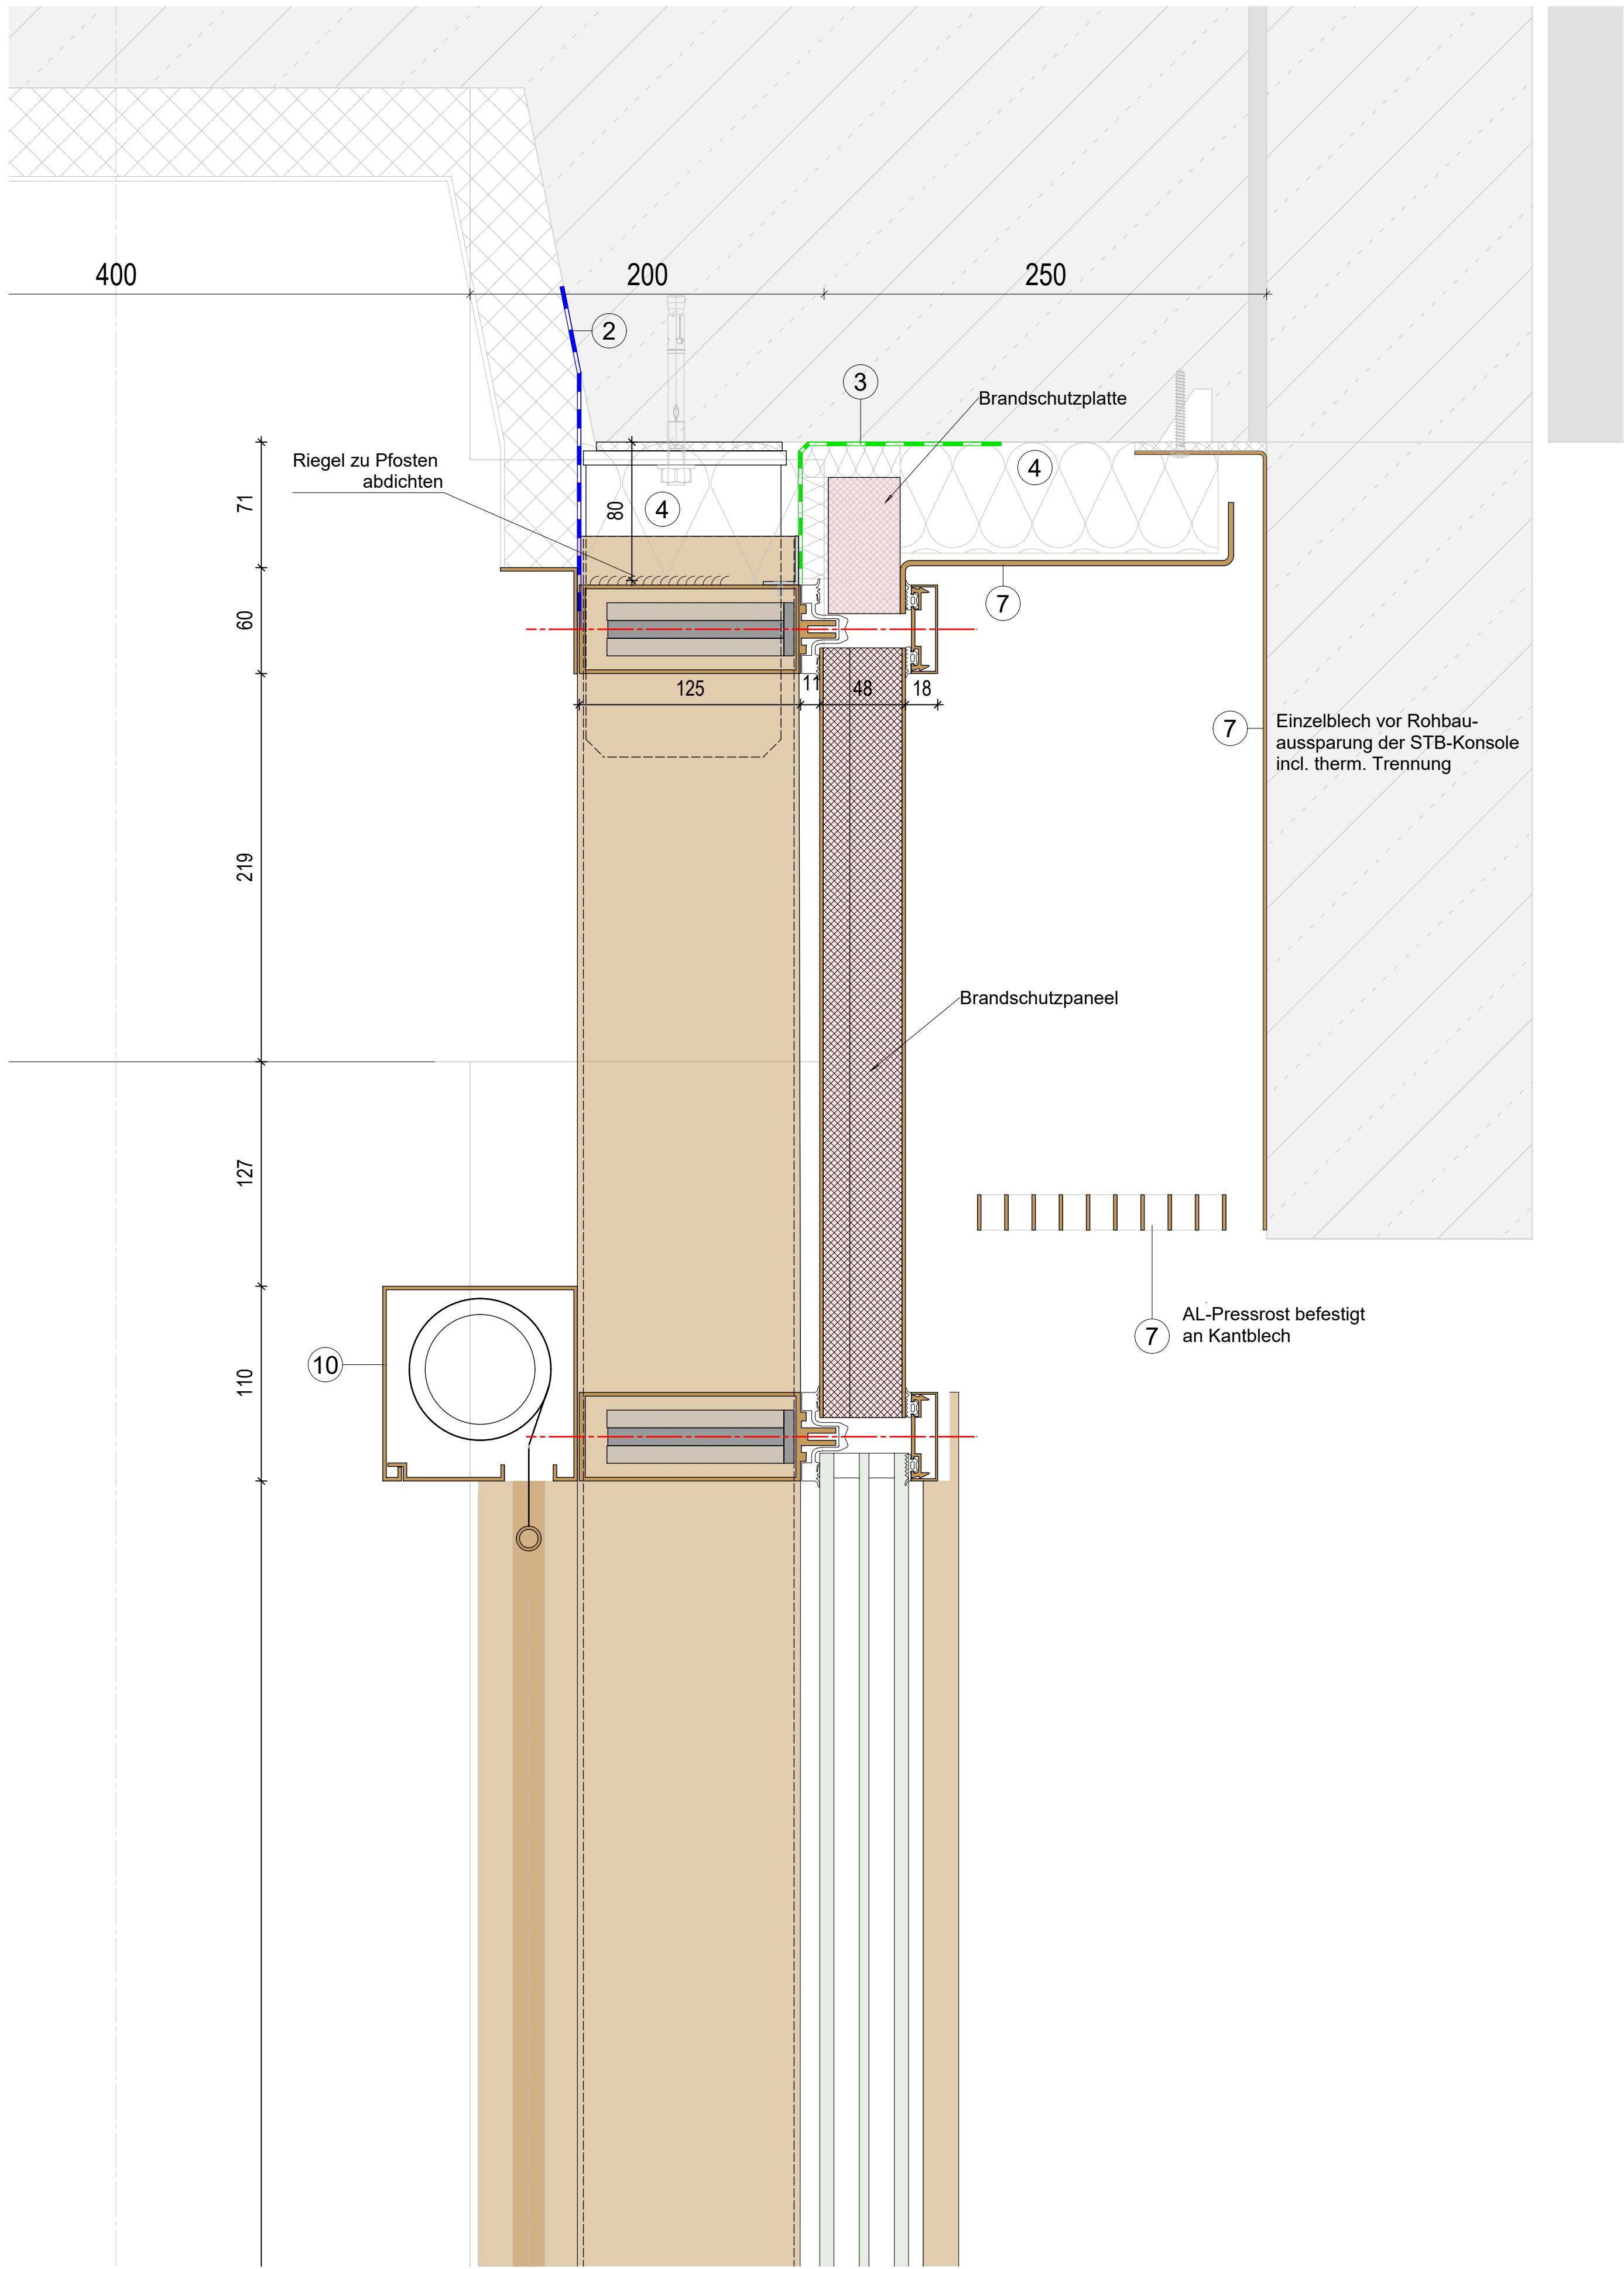 400
200
250
2
3
Brandschutzplatte
Riegel zu Pfosten
abdichten
4
4
80
71
7
60
125
11
48
18
7
Einzelblech vor Rohbau-
aussparung der STB-Konsole
incl. therm. Trennung
219
Brandschutzpaneel
127
AL-Pressrost befestigt
an Kantblech
7
10
110